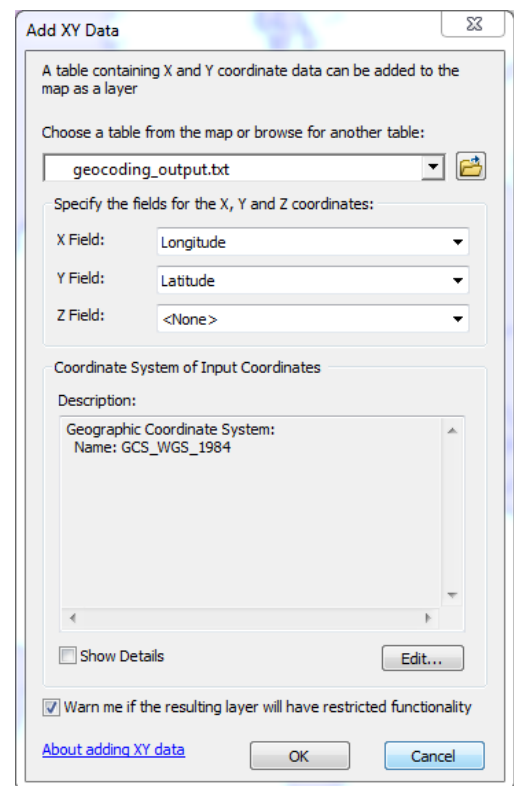 Add XY Data
A table containing X and Y coordinate data can be added to the
map as a layer
Choose a table from the map or browse for another table:
geocoding_output.txt
Specify the fields for the X, Y and Z coordinates:
X Field: Longitude
Y Field: Latitude
Z Field: <None>
Coordinate System of Input Coordinates
Description:
Geographic Coordinate System:
Name: GCS_WGS_1984
Show Details Edit...
Warn me if the resulting layer will have restricted functionality
About adding XY data OK Cancel